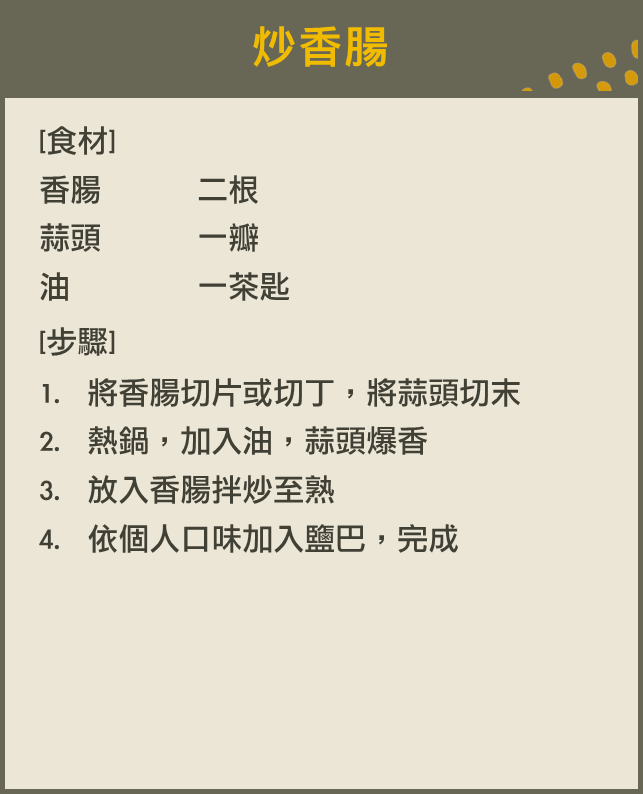 炒香腸
[食材]
香腸 二根
蒜頭 一瓣
油 一茶匙
[步驟]
1. 將香腸切片或切丁，將蒜頭切末
2. 熱鍋，加入油，蒜頭爆香
3. 放入香腸拌炒至熟
4. 依個人口味加入鹽巴，完成